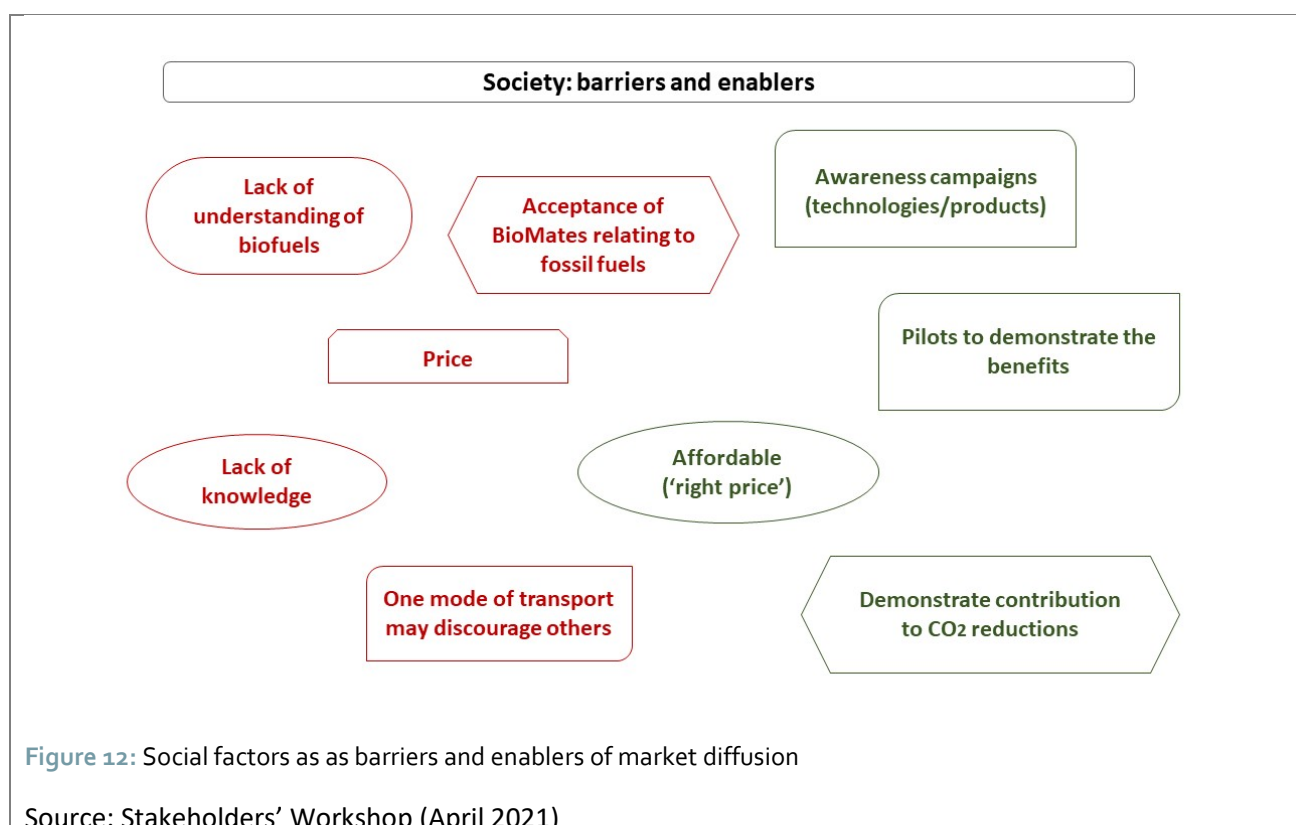 Society: barriers and enablers
Lack of
understanding of
biofuels
Acceptance of
BioMates relating to
fossil fuels
Awareness campaigns
(technologies/products)
Price
Pilots to demonstrate the
benefits
Lack of
knowledge
Affordable
(‘right price’)
One mode of transport
may discourage others
Demonstrate contribution
to CO2 reductions
Figure 12: Social factors as as barriers and enablers of market diffusion
Source: Stakeholders’ Workshop (April 2021)